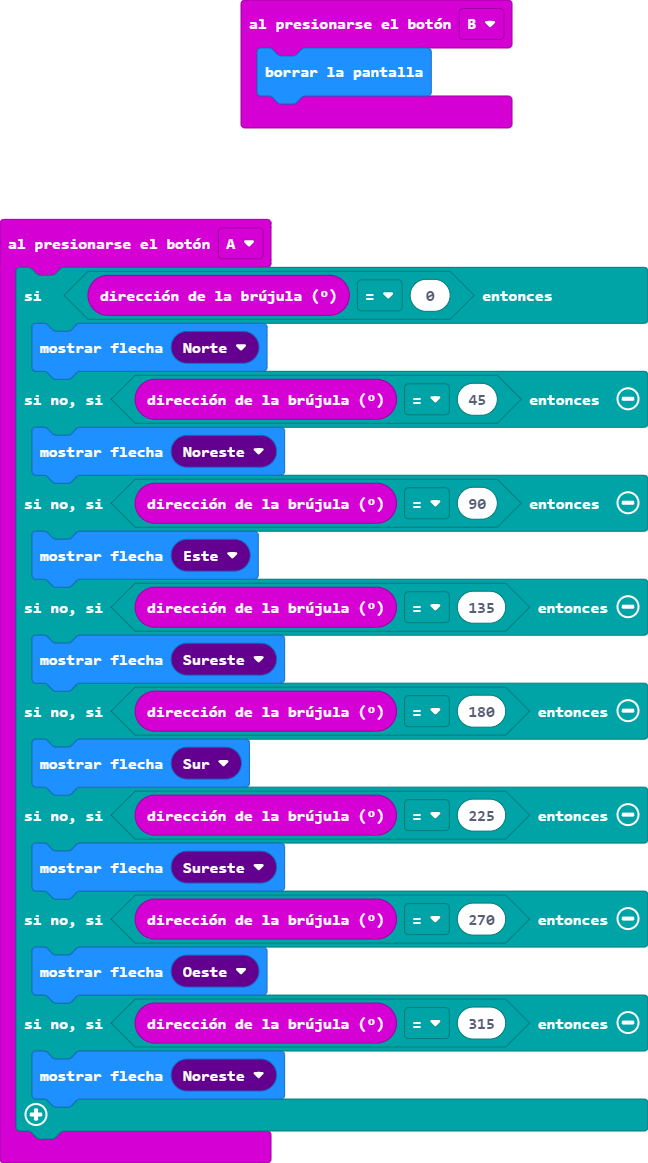 al presionarse el botón B
borrar la pantalla
al presionarse el botón A
si dirección de la brújula (º) = 0 entonces
mostrar flecha Norte
si no, si dirección de la brújula (º) = 45 entonces
mostrar flecha Noreste
si no, si dirección de la brújula (º) = 90 entonces
mostrar flecha Este
si no, si dirección de la brújula (º) = 135 entonces
mostrar flecha Sureste
si no, si dirección de la brújula (º) = 180 entonces
mostrar flecha Sur
si no, si dirección de la brújula (º) = 225 entonces
mostrar flecha Sureste
si no, si dirección de la brújula (º) = 270 entonces
mostrar flecha Oeste
si no, si dirección de la brújula (º) = 315 entonces
mostrar flecha Noreste